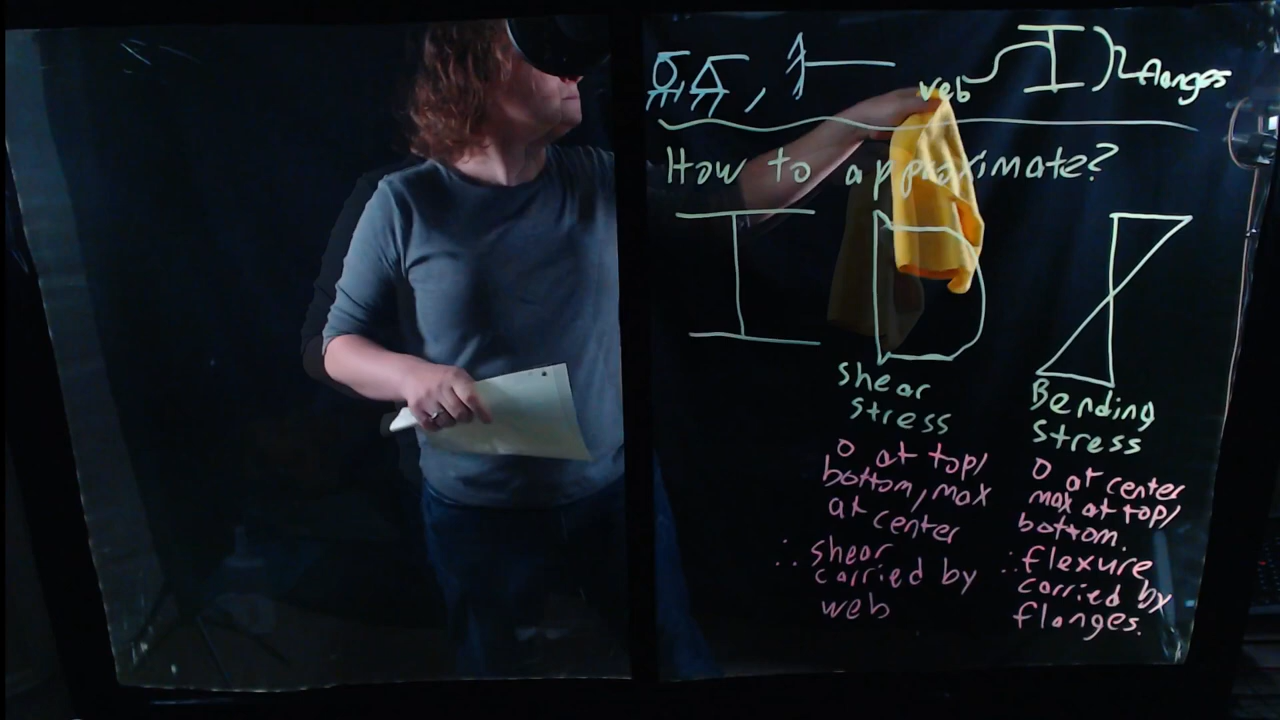 web
flanges
How to approximate?
shear
stress
Bending
stress
0 at top/
bottom, max
at center
∴ shear
carried by
web
0 at center
max at top/
bottom.
∴ flexure
carried by
flanges.